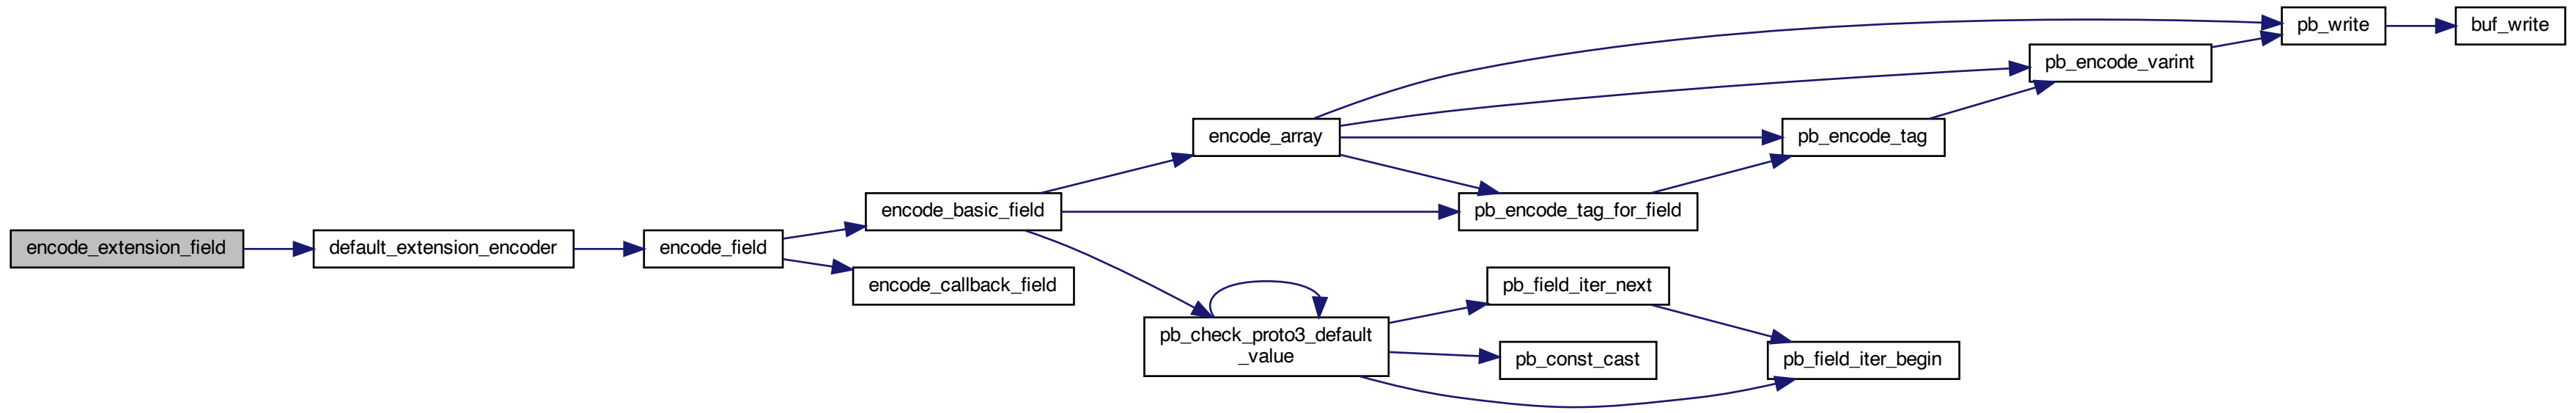 encode_extension_field
default_extension_encoder
encode_field
encode_basic_field
encode_callback_field
encode_array
pb_encode_tag_for_field
pb_check_proto3_default
_value
pb_field_iter_next
pb_const_cast
pb_encode_tag
pb_field_iter_begin
pb_encode_varint
pb_write
buf_write